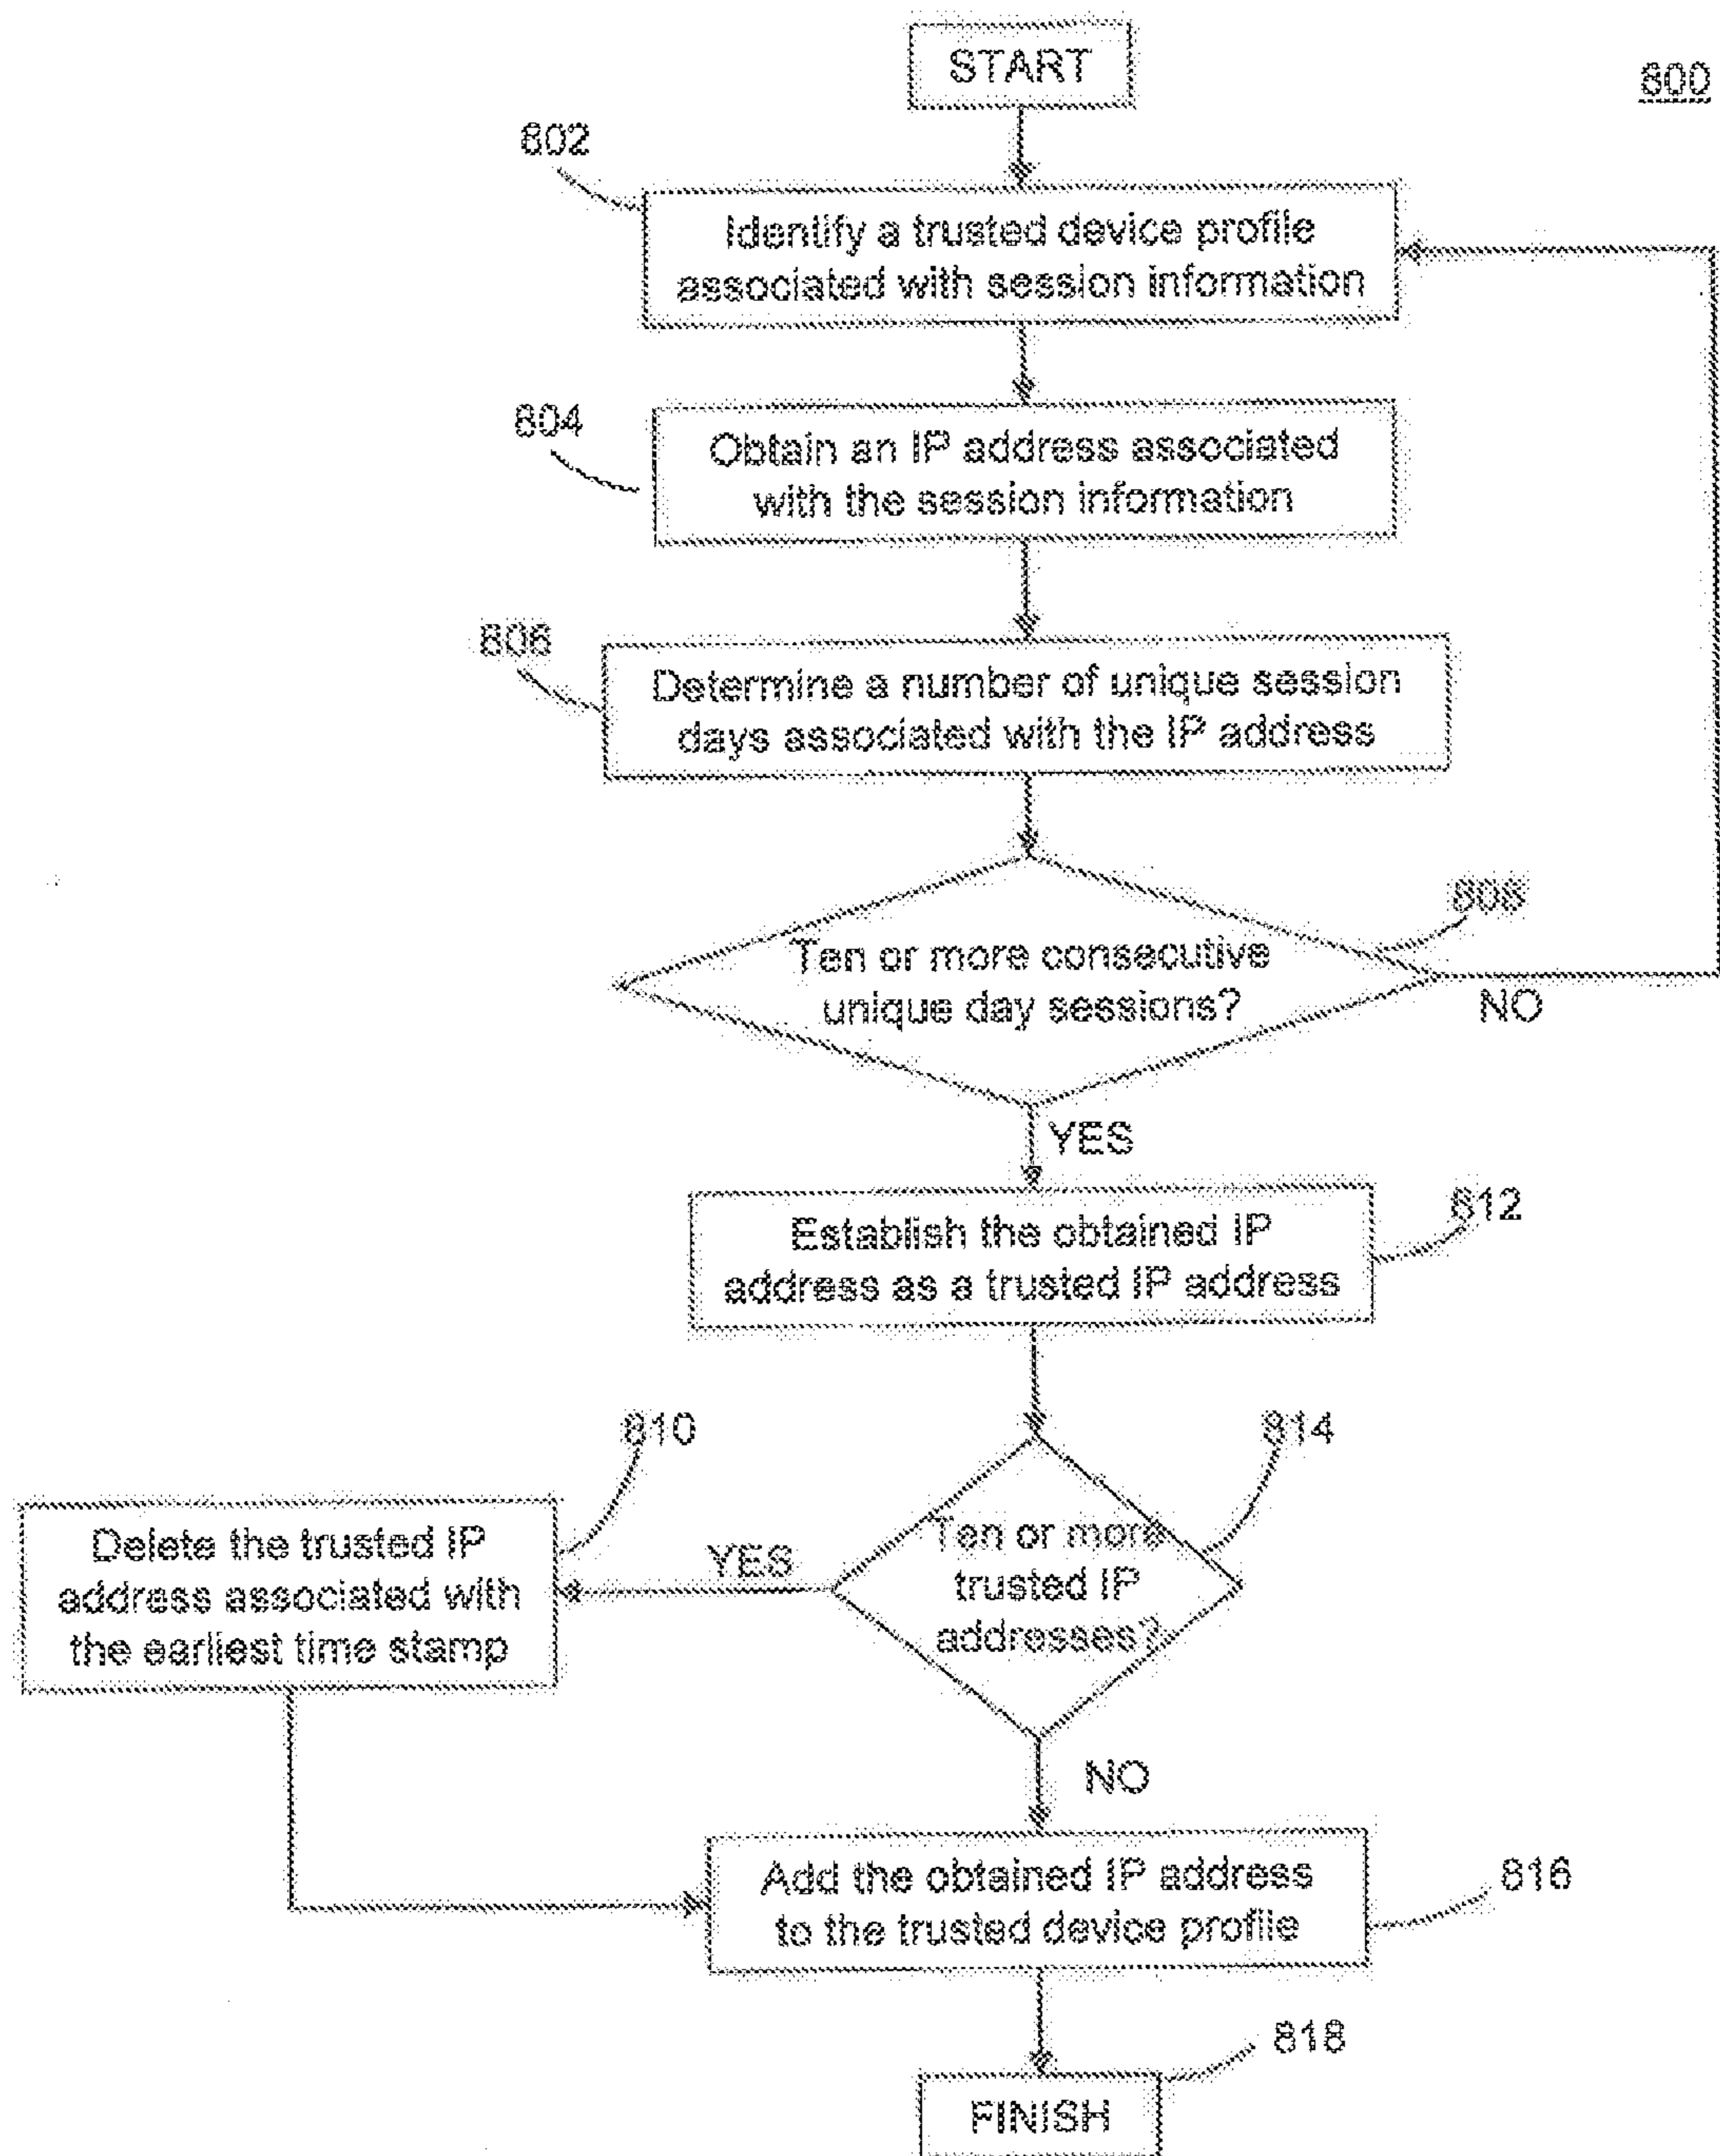 START
800
802
Identify a trusted device profile
associated with session information
804
Obtain an IP address associated
with the session information
806
Determine a number of unique session
days associated with the IP address
808
Ten or more consecutive
unique day sessions?
NO
YES
812
Establish the obtained IP
address as a trusted IP address
810
814
Delete the trusted IP
address associated with
the earliest time stamp
YES
Ten or more
trusted IP
addresses?
NO
Add the obtained IP address
to the trusted device profile
816
818
FINISH